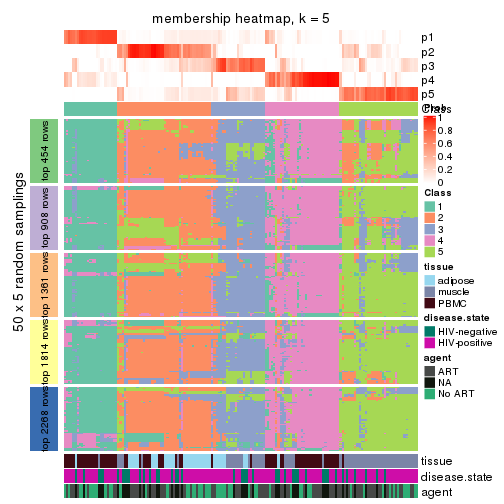 membership heatmap, k = 5
p1
p2
p3
p4
p5
Prob
1
0.8
0.6
0.4
0.2
0
Class
Class
1
2
3
4
5
tissue
adipose
muscle
PBMC
disease.state
HIV-negative
HIV-positive
agent
ART
NA
No ART
50 x 5 random samplings
top 454 rows
top 908 rows
top 1361 rows
top 1814 rows
top 2268 rows
tissue
disease.state
agent